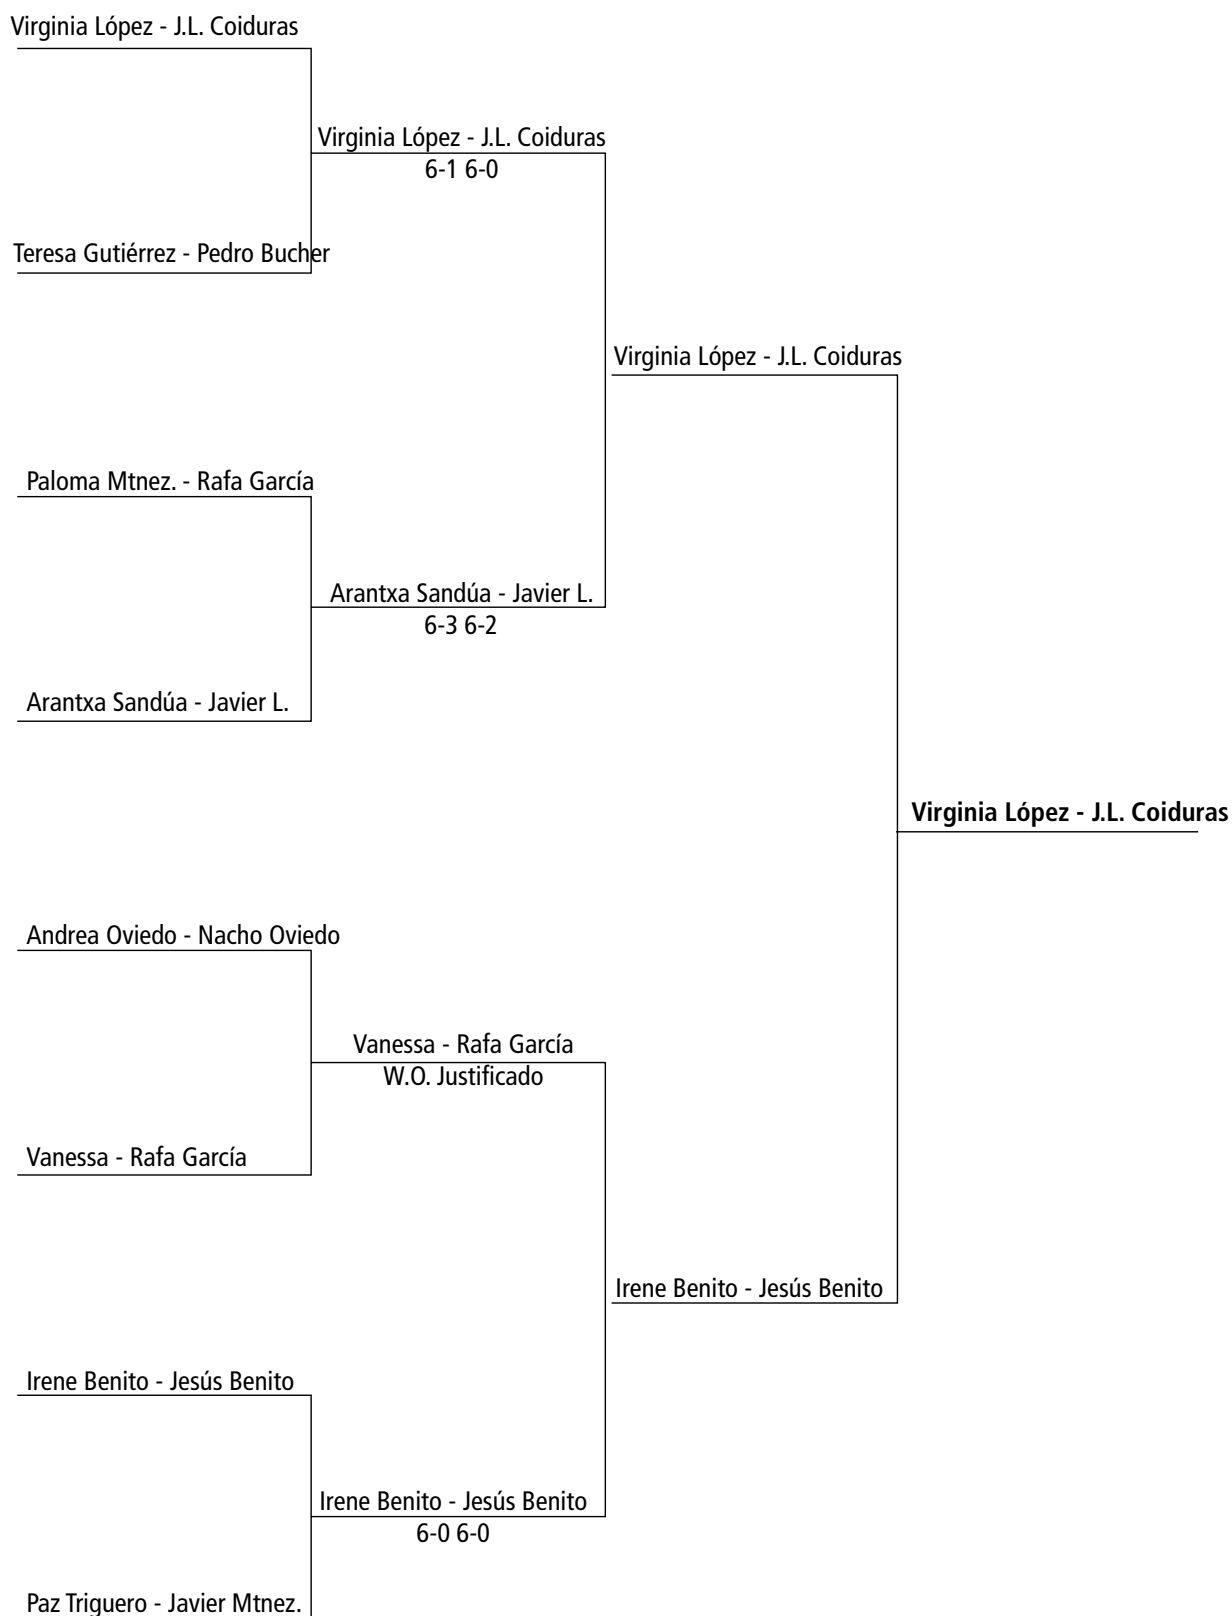 Virginia López - J.L. Coiduras
Virginia López - J.L. Coiduras
6-1 6-0
Teresa Gutiérrez - Pedro Bucher
Virginia López - J.L. Coiduras
Paloma Mtnez. - Rafa García
Arantxa Sandúa - Javier L.
6-3 6-2
Arantxa Sandúa - Javier L.
Virginia López - J.L. Coiduras
Andrea Oviedo - Nacho Oviedo
Vanessa - Rafa García
W.O. Justificado
Vanessa - Rafa García
Irene Benito - Jesús Benito
Irene Benito - Jesús Benito
Irene Benito - Jesús Benito
6-0 6-0
Paz Triguero - Javier Mtnez.